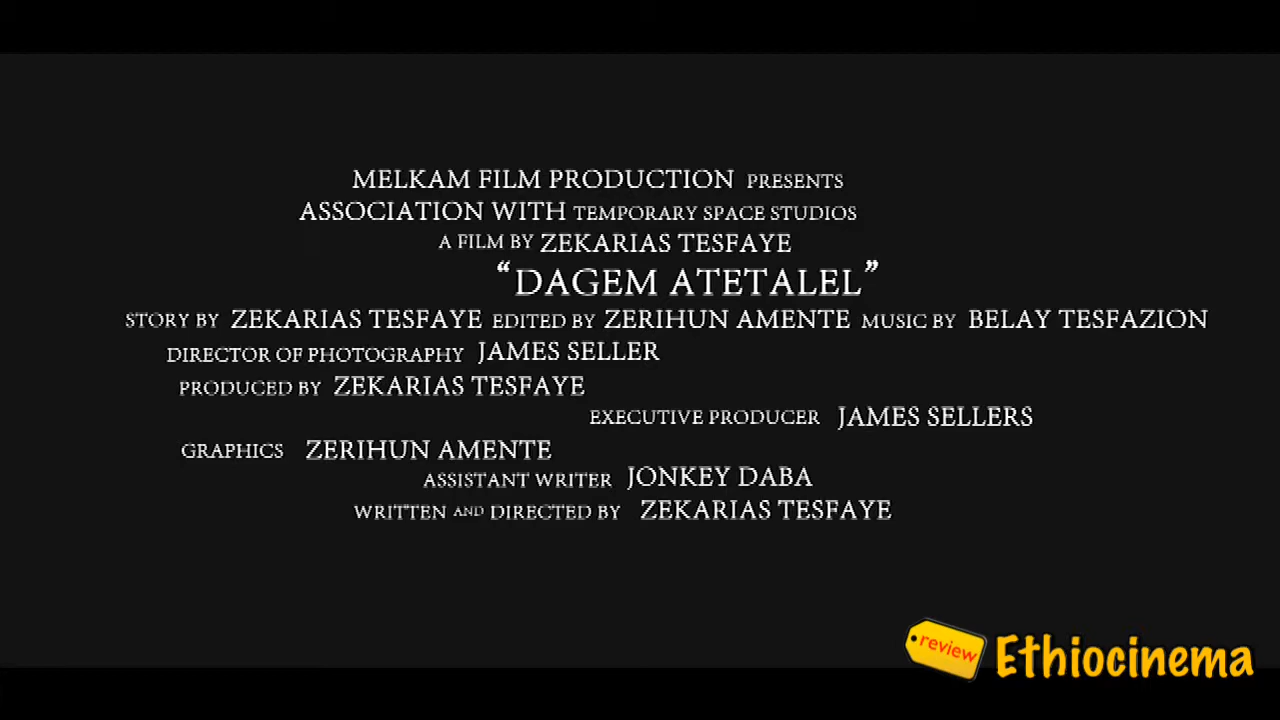 MELKAM FILM PRODUCTION PRESENTS
ASSOCIATION WITH TEMPORARY SPACE STUDIOS
A FILM BY ZEKARIAS TESFAYE
“DAGEM ATETALEL”
STORY BY ZEKARIAS TESFAYE EDITED BY ZERIHUN AMENTE MUSIC BY BELAY TESFAZION
DIRECTOR OF PHOTOGRAPHY JAMES SELLER
PRODUCED BY ZEKARIAS TESFAYE
EXECUTIVE PRODUCER JAMES SELLERS
GRAPHICS ZERIHUN AMENTE
ASSISTANT WRITER JONKEY DABA
WRITTEN AND DIRECTED BY ZEKARIAS TESFAYE
review Ethiocinema